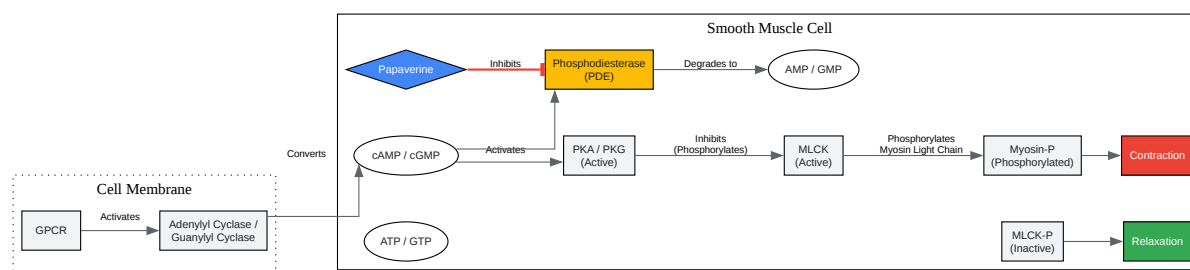 Smooth Muscle Cell
Papaverine
Inhibits
Phosphodiesterase
(PDE)
Degrades to
AMP / GMP
Converts
cAMP / cGMP
Activates
PKA / PKG
(Active)
Inhibits
(Phosphorylates)
MLCK
(Active)
Phosphorylates
Myosin Light Chain
Myosin-P
(Phosphorylated)
Contraction
Cell Membrane
GPCR
Activates
Adenylyl Cyclase /
Guanylyl Cyclase
ATP / GTP
MLCK-P
(Inactive)
Relaxation